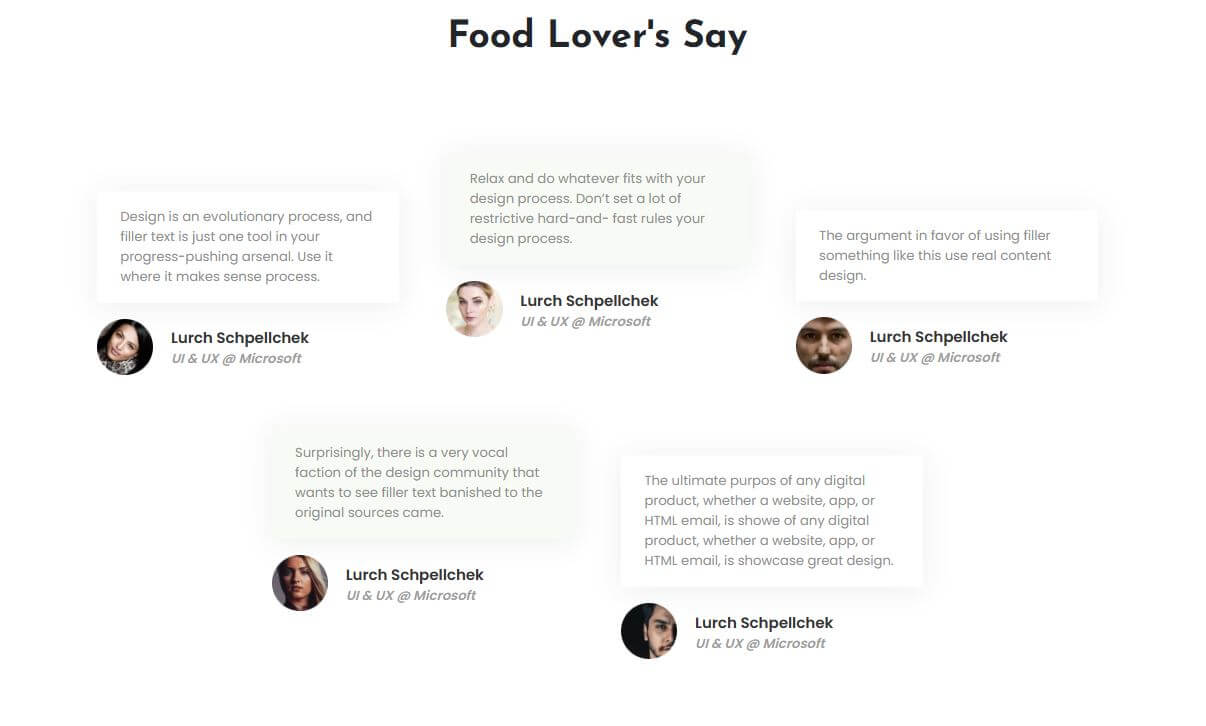 Food Lover's Say
Design is an evolutionary process, and
filler text is just one tool in your
progress-pushing arsenal. Use it
where it makes sense process.
Lurch Schpellchek
UI & UX @ Microsoft
Relax and do whatever fits with your
design process. Don’t set a lot of
restrictive hard-and- fast rules your
design process.
Lurch Schpellchek
UI & UX @ Microsoft
The argument in favor of using filler
something like this use real content
design.
Lurch Schpellchek
UI & UX @ Microsoft
Surprisingly, there is a very vocal
faction of the design community that
wants to see filler text banished to the
original sources came.
Lurch Schpellchek
UI & UX @ Microsoft
The ultimate purpos of any digital
product, whether a website, app, or
HTML email, is showe of any digital
product, whether a website, app, or
HTML email, is showcase great design.
Lurch Schpellchek
UI & UX @ Microsoft